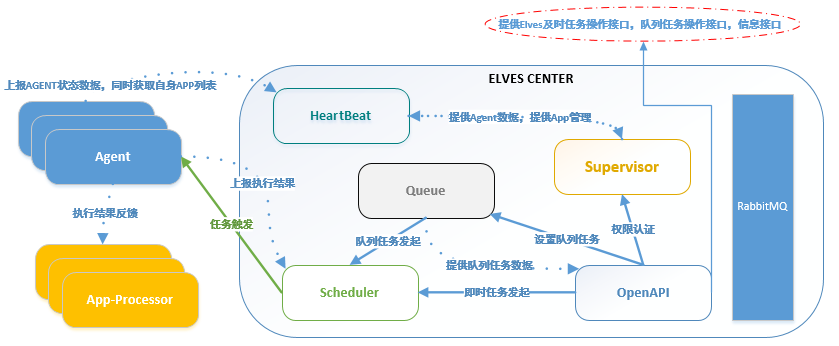 提供Elves及时任务操作接口，队列任务操作接口，信息接口
ELVES CENTER
上报AGENT状态数据，同时获取自身APP列表
HeartBeat
提供Agent数据；提供App管理
Agent
Supervisor
上报执行结果
Queue
RabbitMQ
执行结果反馈
任务触发
队列任务发起
设置队列任务
权限认证
提供队列任务数据
App-Processor
Scheduler
即时任务发起
OpenAPI